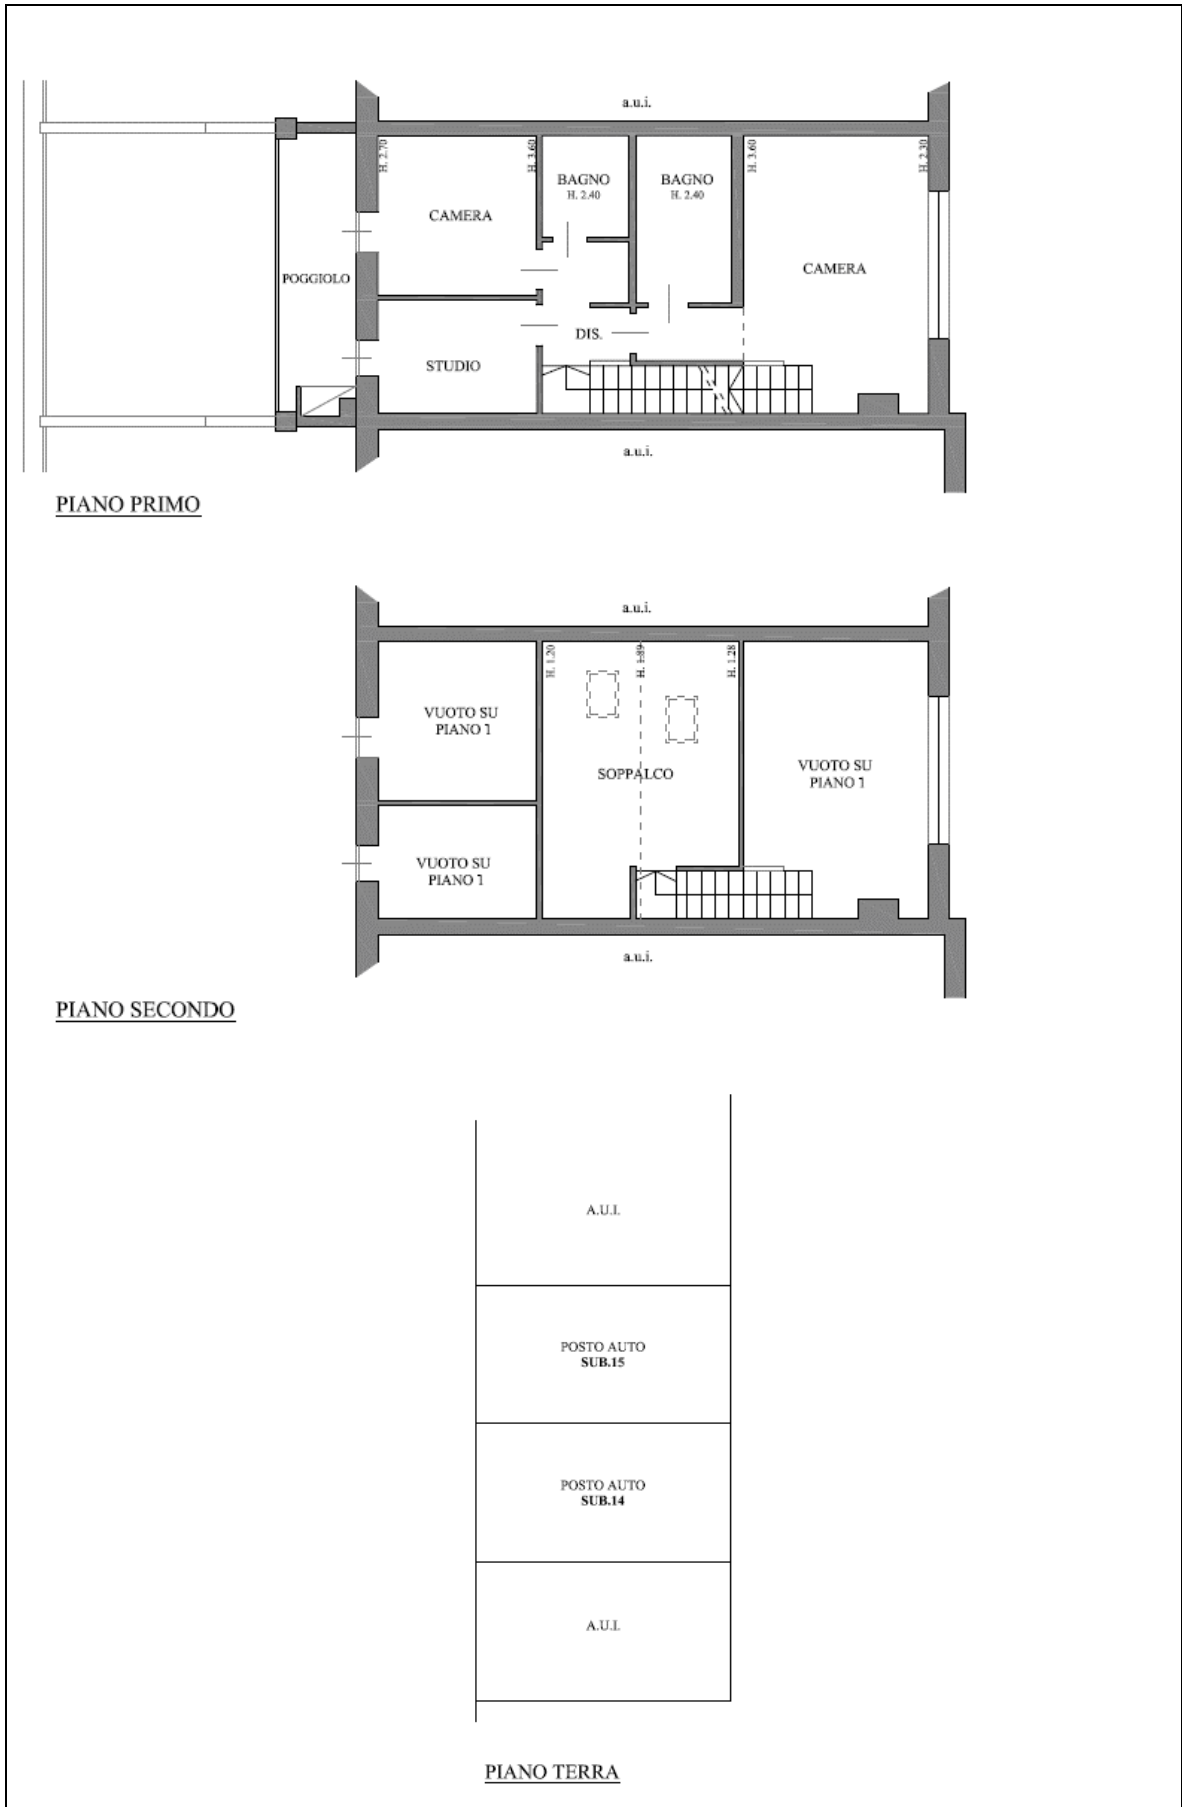 a.u.i.
H. 2.70
H. 3.60
H. 3.60
H. 2.30
BAGNO
H. 2.40
BAGNO
H. 2.40
CAMERA
CAMERA
POGGIOLO
DIS.
STUDIO
a.u.i.
PIANO PRIMO
a.u.i.
H. 1.20
H. 1.89
H. 1.28
VUOTO SU
PIANO 1
SOPPALCO
VUOTO SU
PIANO 1
VUOTO SU
PIANO 1
a.u.i.
PIANO SECONDO
A.U.I.
POSTO AUTO
SUB.15
POSTO AUTO
SUB.14
A.U.I.
PIANO TERRA